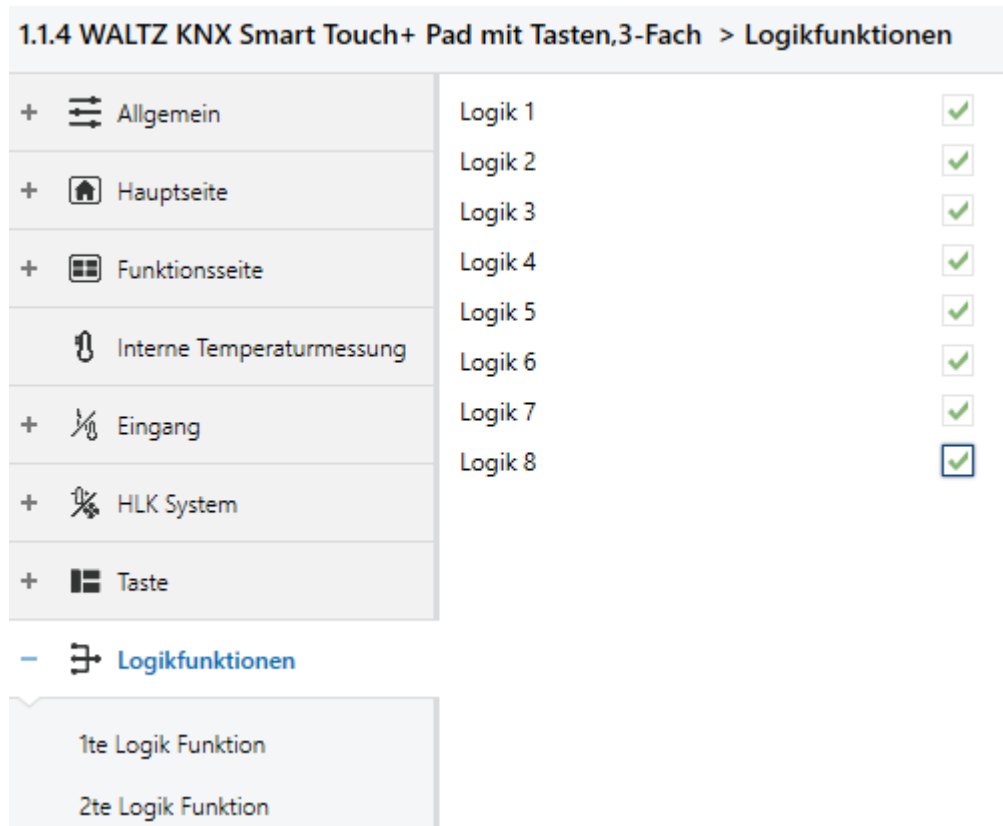 1.1.4 WALTZ KNX Smart Touch+ Pad mit Tasten,3-Fach > Logikfunktionen
+ Allgemein
+ Hauptseite
+ Funktionsseite
Interne Temperaturmessung
+ Eingang
+ HLK System
+ Taste
− Logikfunktionen
1te Logik Funktion
2te Logik Funktion
Logik 1
Logik 2
Logik 3
Logik 4
Logik 5
Logik 6
Logik 7
Logik 8